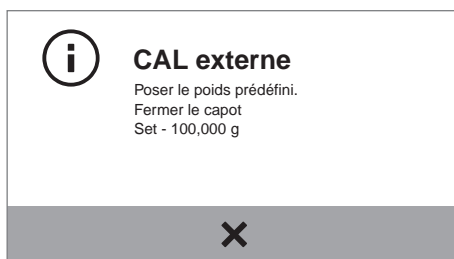 CAL externe
Poser le poids prédéfini.
Fermer le capot
Set - 100,000 g